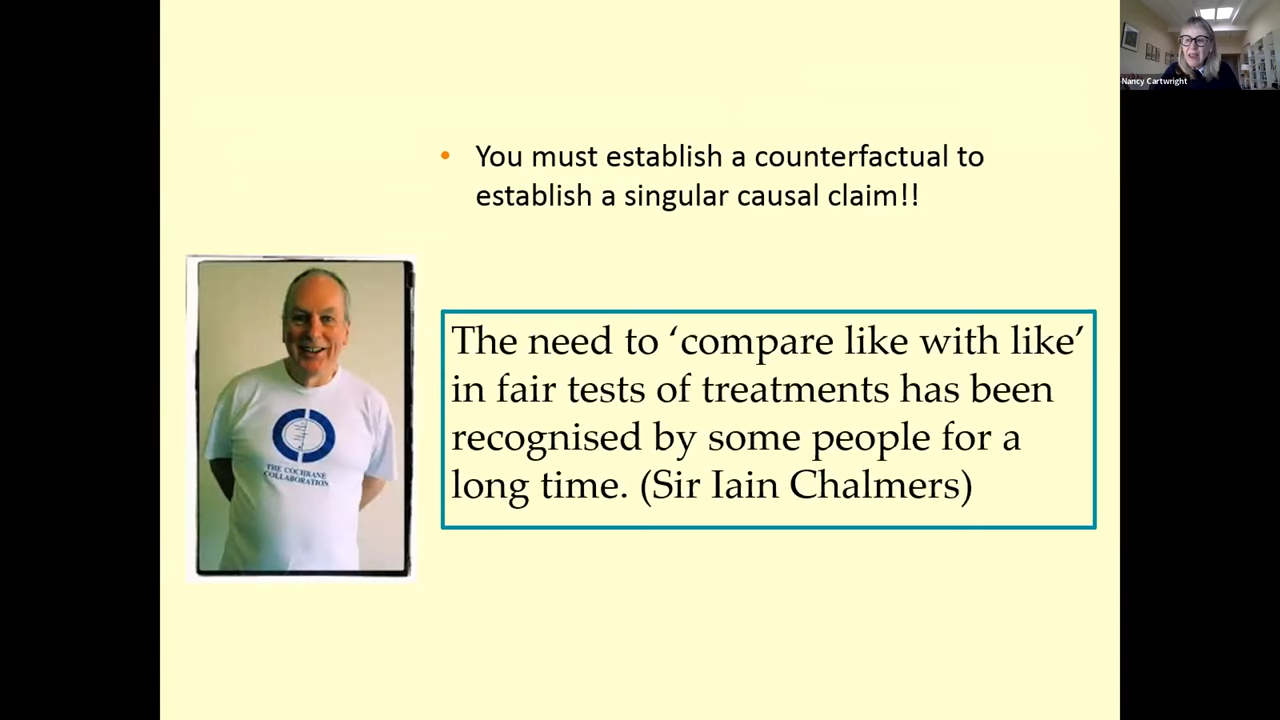 Nancy Cartwright
• You must establish a counterfactual to
establish a singular causal claim!!
THE COCHRANE
COLLABORATION
The need to ‘compare like with like’
in fair tests of treatments has been
recognised by some people for a
long time. (Sir Iain Chalmers)